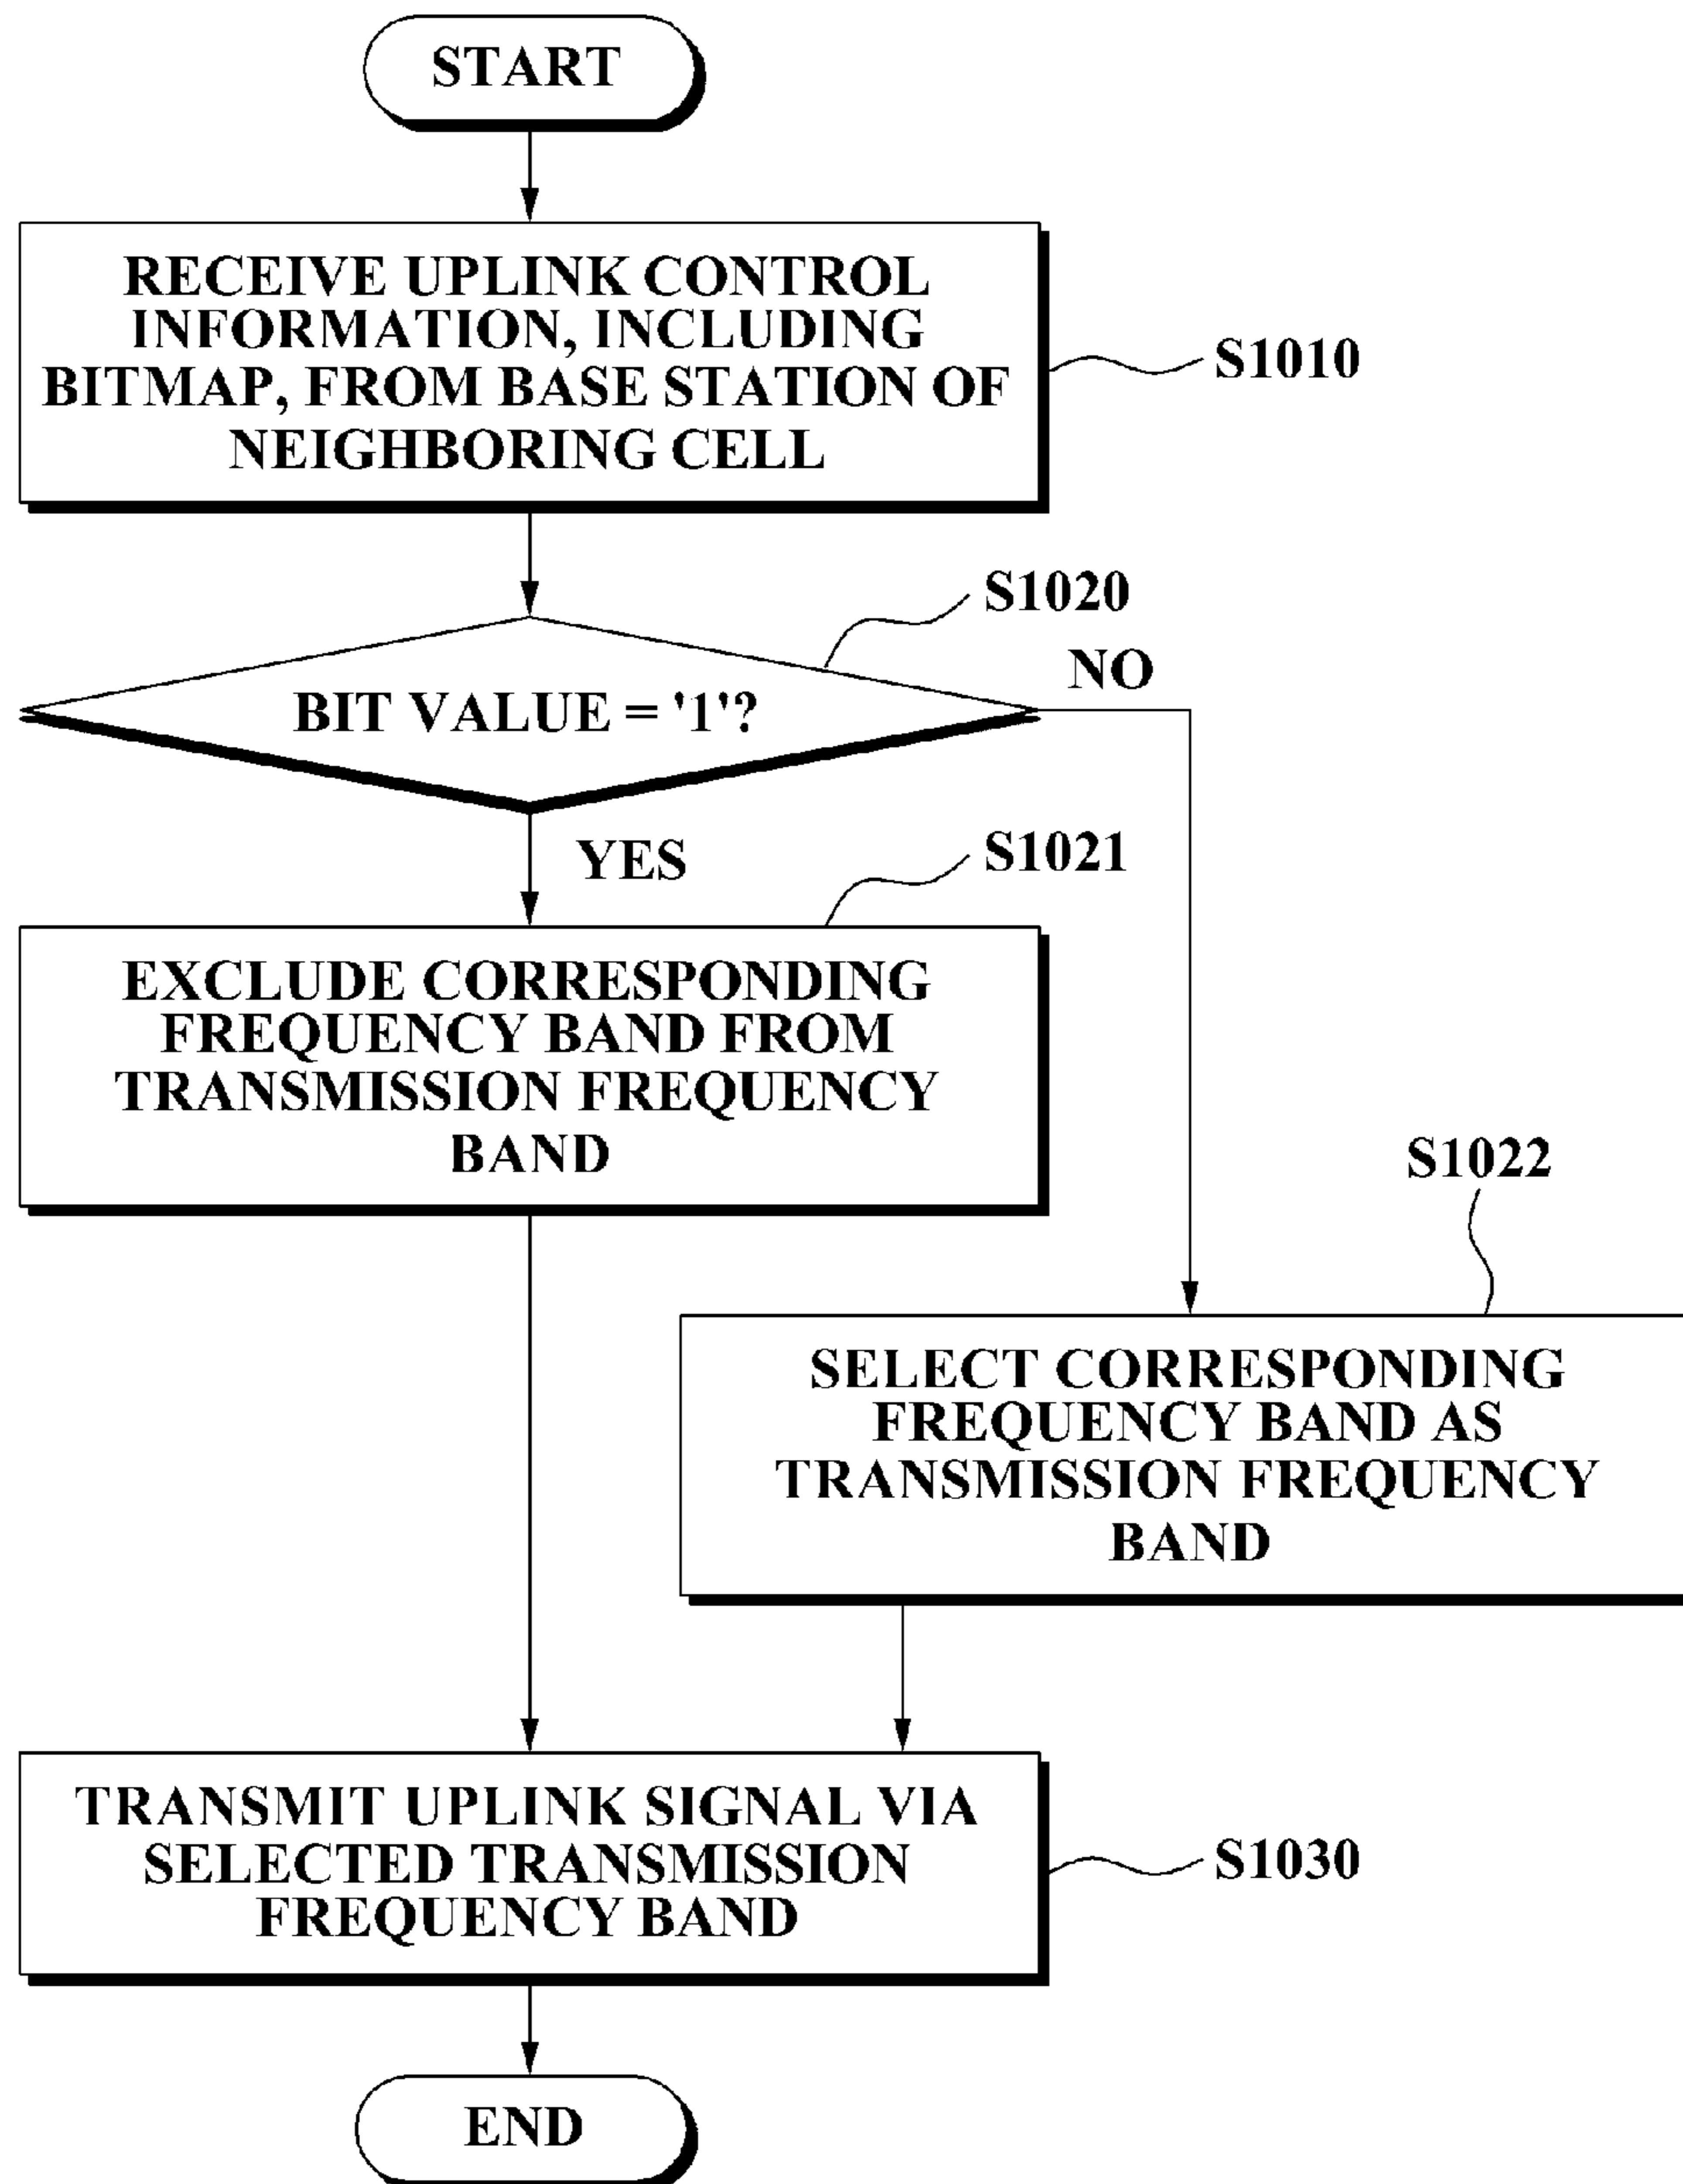 START
RECEIVE UPLINK CONTROL
INFORMATION, INCLUDING
BITMAP, FROM BASE STATION OF
NEIGHBORING CELL
S1010
S1020
BIT VALUE = '1'?
NO
YES
S1021
EXCLUDE CORRESPONDING
FREQUENCY BAND FROM
TRANSMISSION FREQUENCY
BAND
S1022
SELECT CORRESPONDING
FREQUENCY BAND AS
TRANSMISSION FREQUENCY
BAND
TRANSMIT UPLINK SIGNAL VIA
SELECTED TRANSMISSION
FREQUENCY BAND
S1030
END